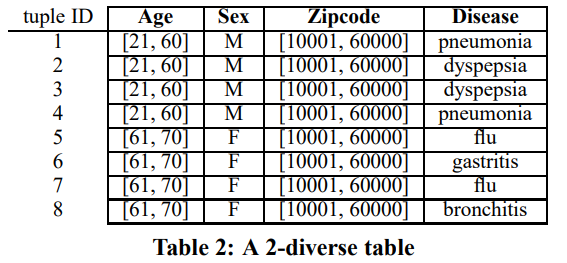 tuple ID Age Sex Zipcode Disease
1 [21, 60] M [10001, 60000] pneumonia
2 [21, 60] M [10001, 60000] dyspepsia
3 [21, 60] M [10001, 60000] dyspepsia
4 [21, 60] M [10001, 60000] pneumonia
5 [61, 70] F [10001, 60000] flu
6 [61, 70] F [10001, 60000] gastritis
7 [61, 70] F [10001, 60000] flu
8 [61, 70] F [10001, 60000] bronchitis
Table 2: A 2-diverse table